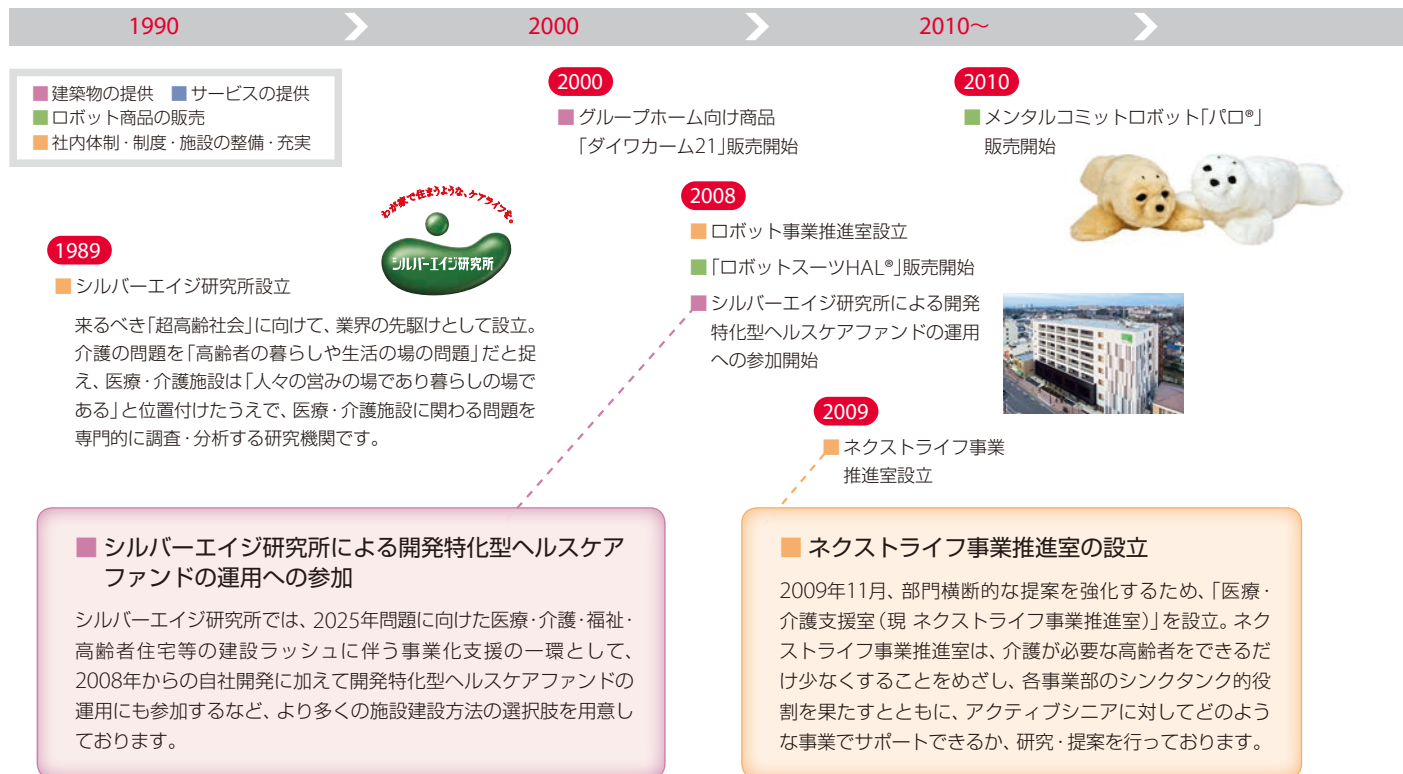 1990
2000
2010～
■建築物の提供 ■サービスの提供
■ロボット商品の販売
■社内体制・制度・施設の整備・充実
わが家で住まうような、ケアライフを。
シルバーエイジ研究所
1989
■シルバーエイジ研究所設立
来るべき「超高齢社会」に向けて、業界の先駆けとして設立。
介護の問題を「高齢者の暮らしや生活の場の問題」だと捉
え、医療・介護施設は「人々の営みの場であり暮らしの場で
ある」と位置付けたうえで、医療・介護施設に関わる問題を
専門的に調査・分析する研究機関です。
2000
■グループホーム向け商品
「ダイワカーム21」販売開始
2008
■ロボット事業推進室設立
■「ロボットスーツHAL®」販売開始
■シルバーエイジ研究所による開発
特化型ヘルスケアファンドの運用
への参加開始
2009
■ネクストライフ事業
推進室設立
2010
■メンタルコミットロボット「パロ®」
販売開始
■シルバーエイジ研究所による開発特化型ヘルスケア
ファンドの運用への参加
シルバーエイジ研究所では、2025年問題に向けた医療・介護・福祉・
高齢者住宅等の建設ラッシュに伴う事業化支援の一環として、
2008年からの自社開発に加えて開発特化型ヘルスケアファンドの
運用にも参加するなど、より多くの施設建設方法の選択肢を用意し
ております。
■ネクストライフ事業推進室の設立
2009年11月、部門横断的な提案を強化するため、「医療・
介護支援室（現 ネクストライフ事業推進室）」を設立。ネク
ストライフ事業推進室は、介護が必要な高齢者をできるだ
け少なくすることをめざし、各事業部のシンクタンク的役
割を果たすとともに、アクティブシニアに対してどのよう
な事業でサポートできるか、研究・提案を行っております。